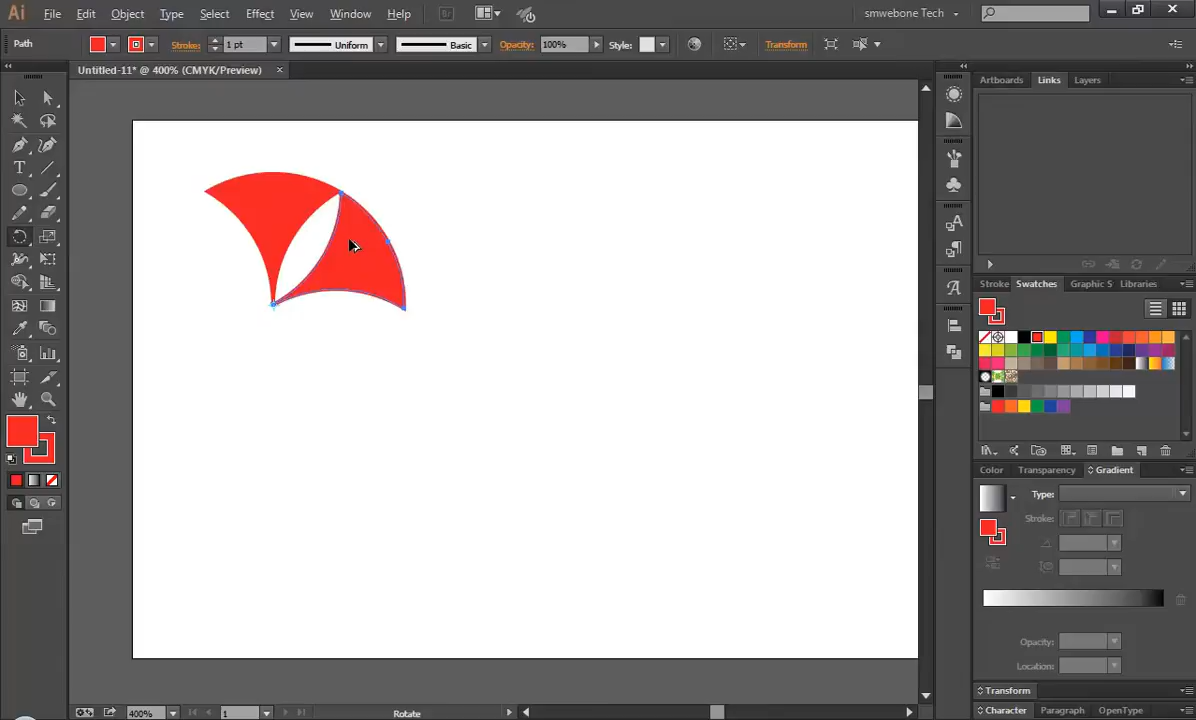 Ai File Edit Object Type Select Effect View Window Help Br smwebone Tech
Path Stroke: 1 pt Uniform Basic Opacity: 100% Style: Transform
Untitled-11* @ 400% (CMYK/Preview)
Artboards Links Layers
Stroke Swatches Graphic S Libraries
Color Transparency Gradient
Type:
Stroke:
Opacity:
Location:
Transform
Character Paragraph OpenType
400% 1 Rotate